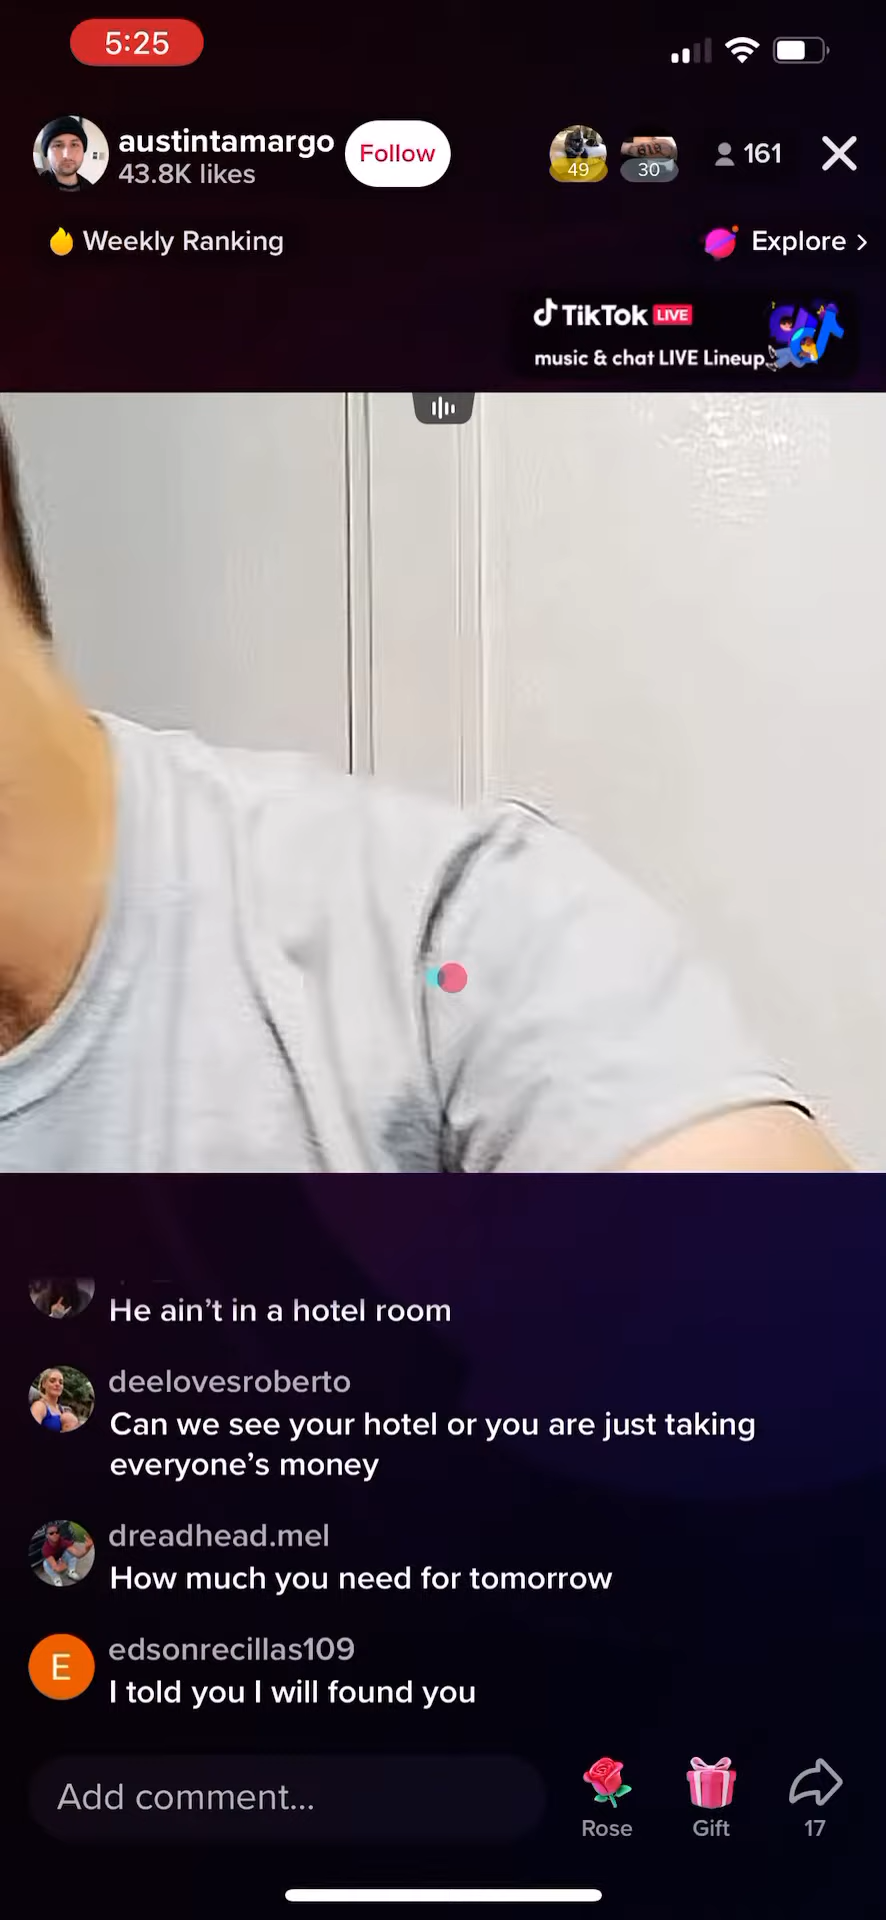 5:25
austintamargo
43.8K likes
Follow
49
30
161
Weekly Ranking
Explore >
TikTok LIVE
music & chat LIVE Lineup
He ain’t in a hotel room
deelovesroberto
Can we see your hotel or you are just taking
everyone’s money
dreadhead.mel
How much you need for tomorrow
E
edsonrecillas109
I told you I will found you
Add comment...
Rose
Gift
17